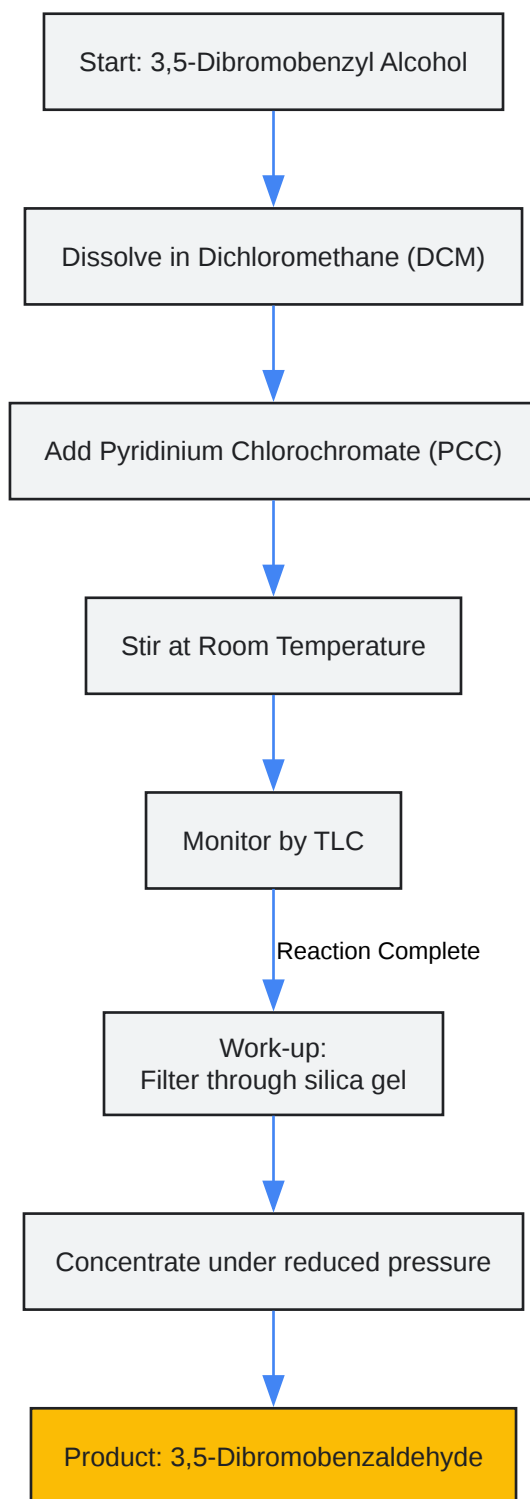 Start: 3,5-Dibromobenzyl Alcohol
Dissolve in Dichloromethane (DCM)
Add Pyridinium Chlorochromate (PCC)
Stir at Room Temperature
Monitor by TLC
Reaction Complete
Work-up:
Filter through silica gel
Concentrate under reduced pressure
Product: 3,5-Dibromobenzaldehyde